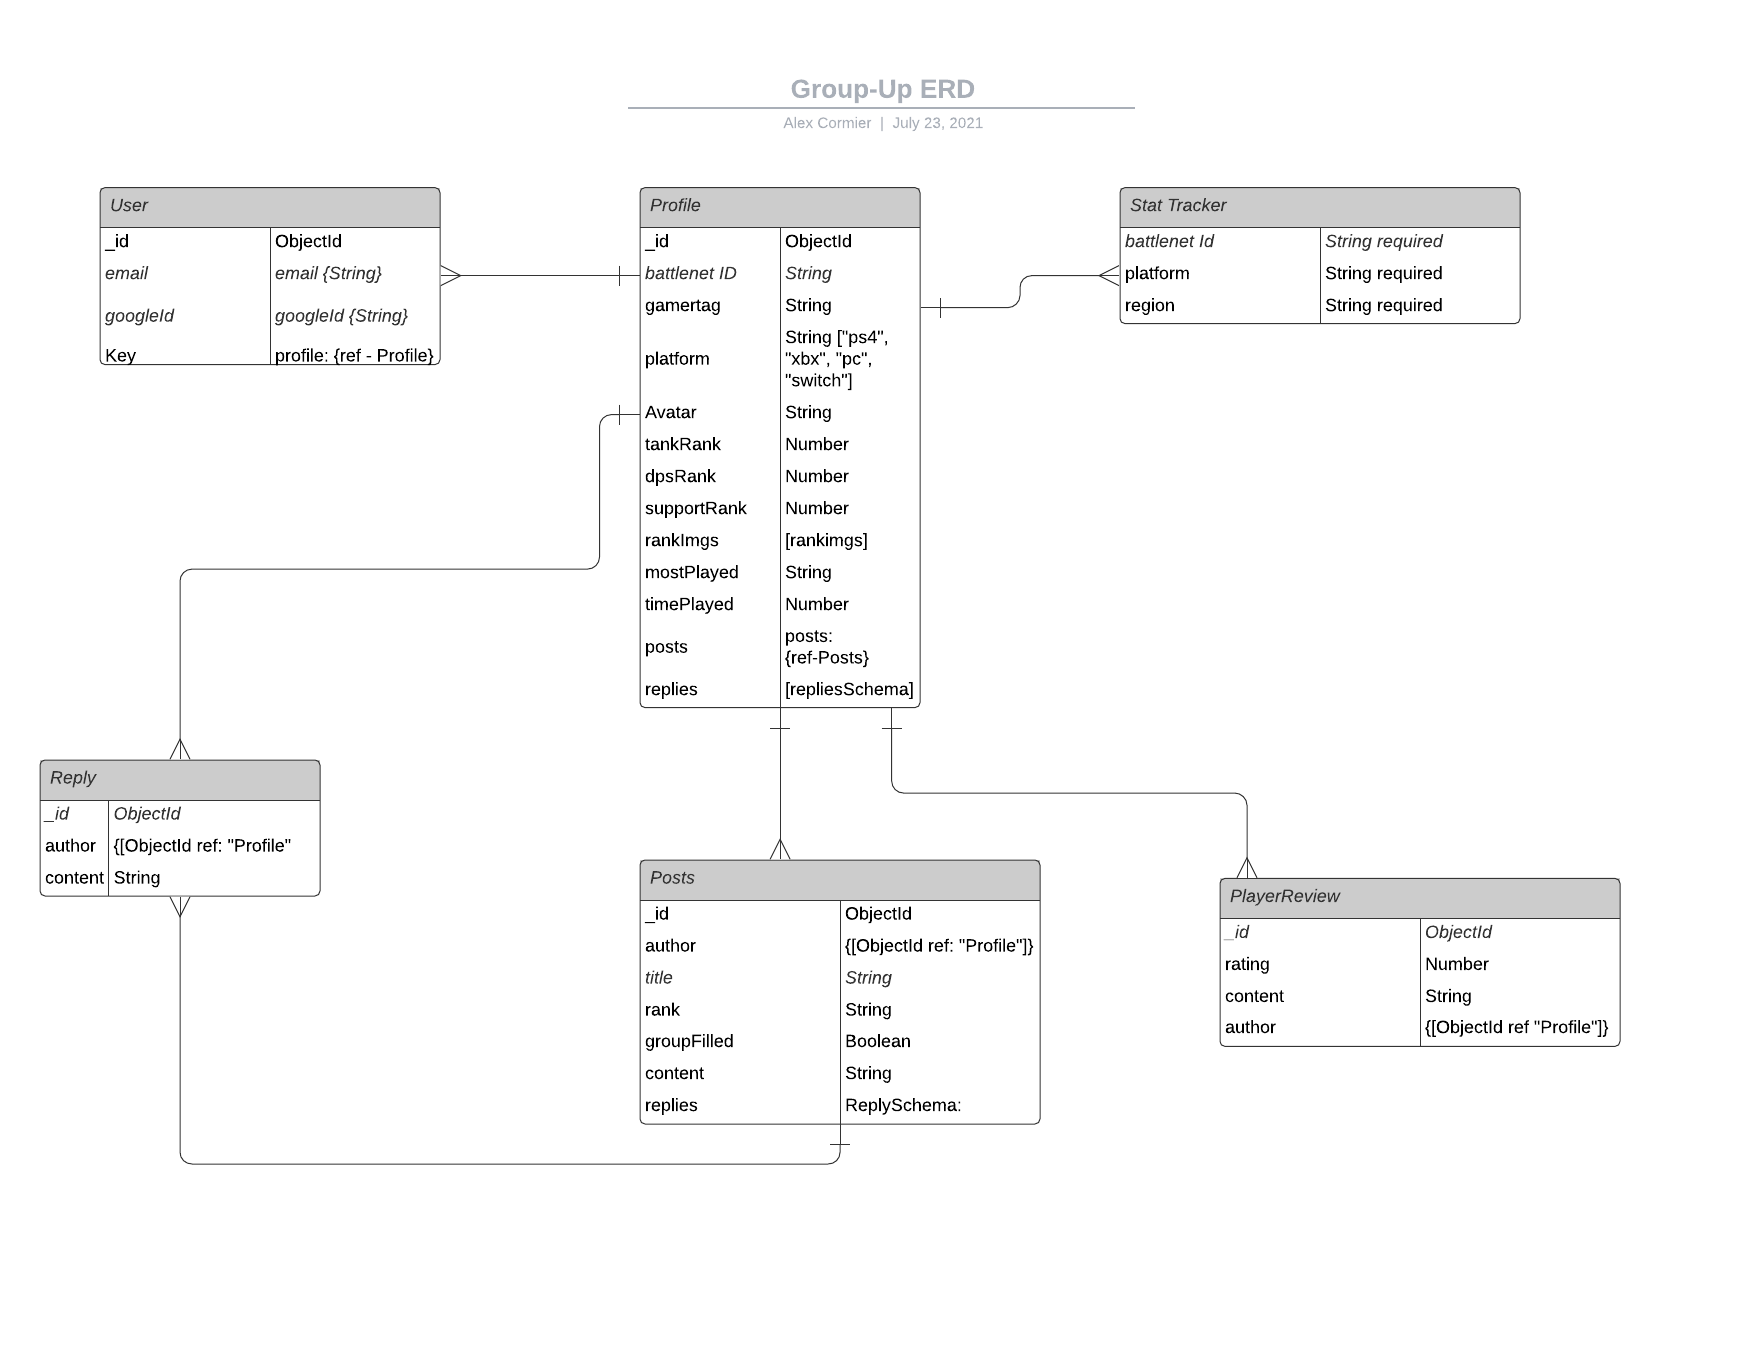 Group-Up ERD
Alex Cormier | July 23, 2021
User
_id ObjectId
email email {String}
googleId googleId {String}
Key profile: {ref - Profile}
Profile
_id ObjectId
battlenet ID String
gamertag String
platform String ["ps4",
"xbx", "pc",
"switch"]
Avatar String
tankRank Number
dpsRank Number
supportRank Number
rankImgs [rankimgs]
mostPlayed String
timePlayed Number
posts posts:
{ref-Posts}
replies [repliesSchema]
Stat Tracker
battlenet Id String required
platform String required
region String required
Reply
_id ObjectId
author {[ObjectId ref: "Profile"
content String
Posts
_id ObjectId
author {[ObjectId ref: "Profile"]}
title String
rank String
groupFilled Boolean
content String
replies ReplySchema:
PlayerReview
_id ObjectId
rating Number
content String
author {[ObjectId ref "Profile"]}